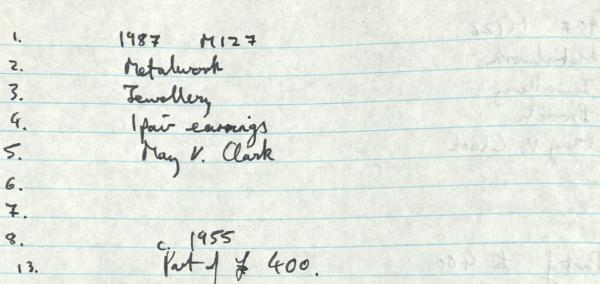 1. 1987 M127
2. Metalwork
3. Jewellery
4. 1 pair earrings
5. May V. Clark
6.
7.
8. c. 1955
13. Part of £ 400.